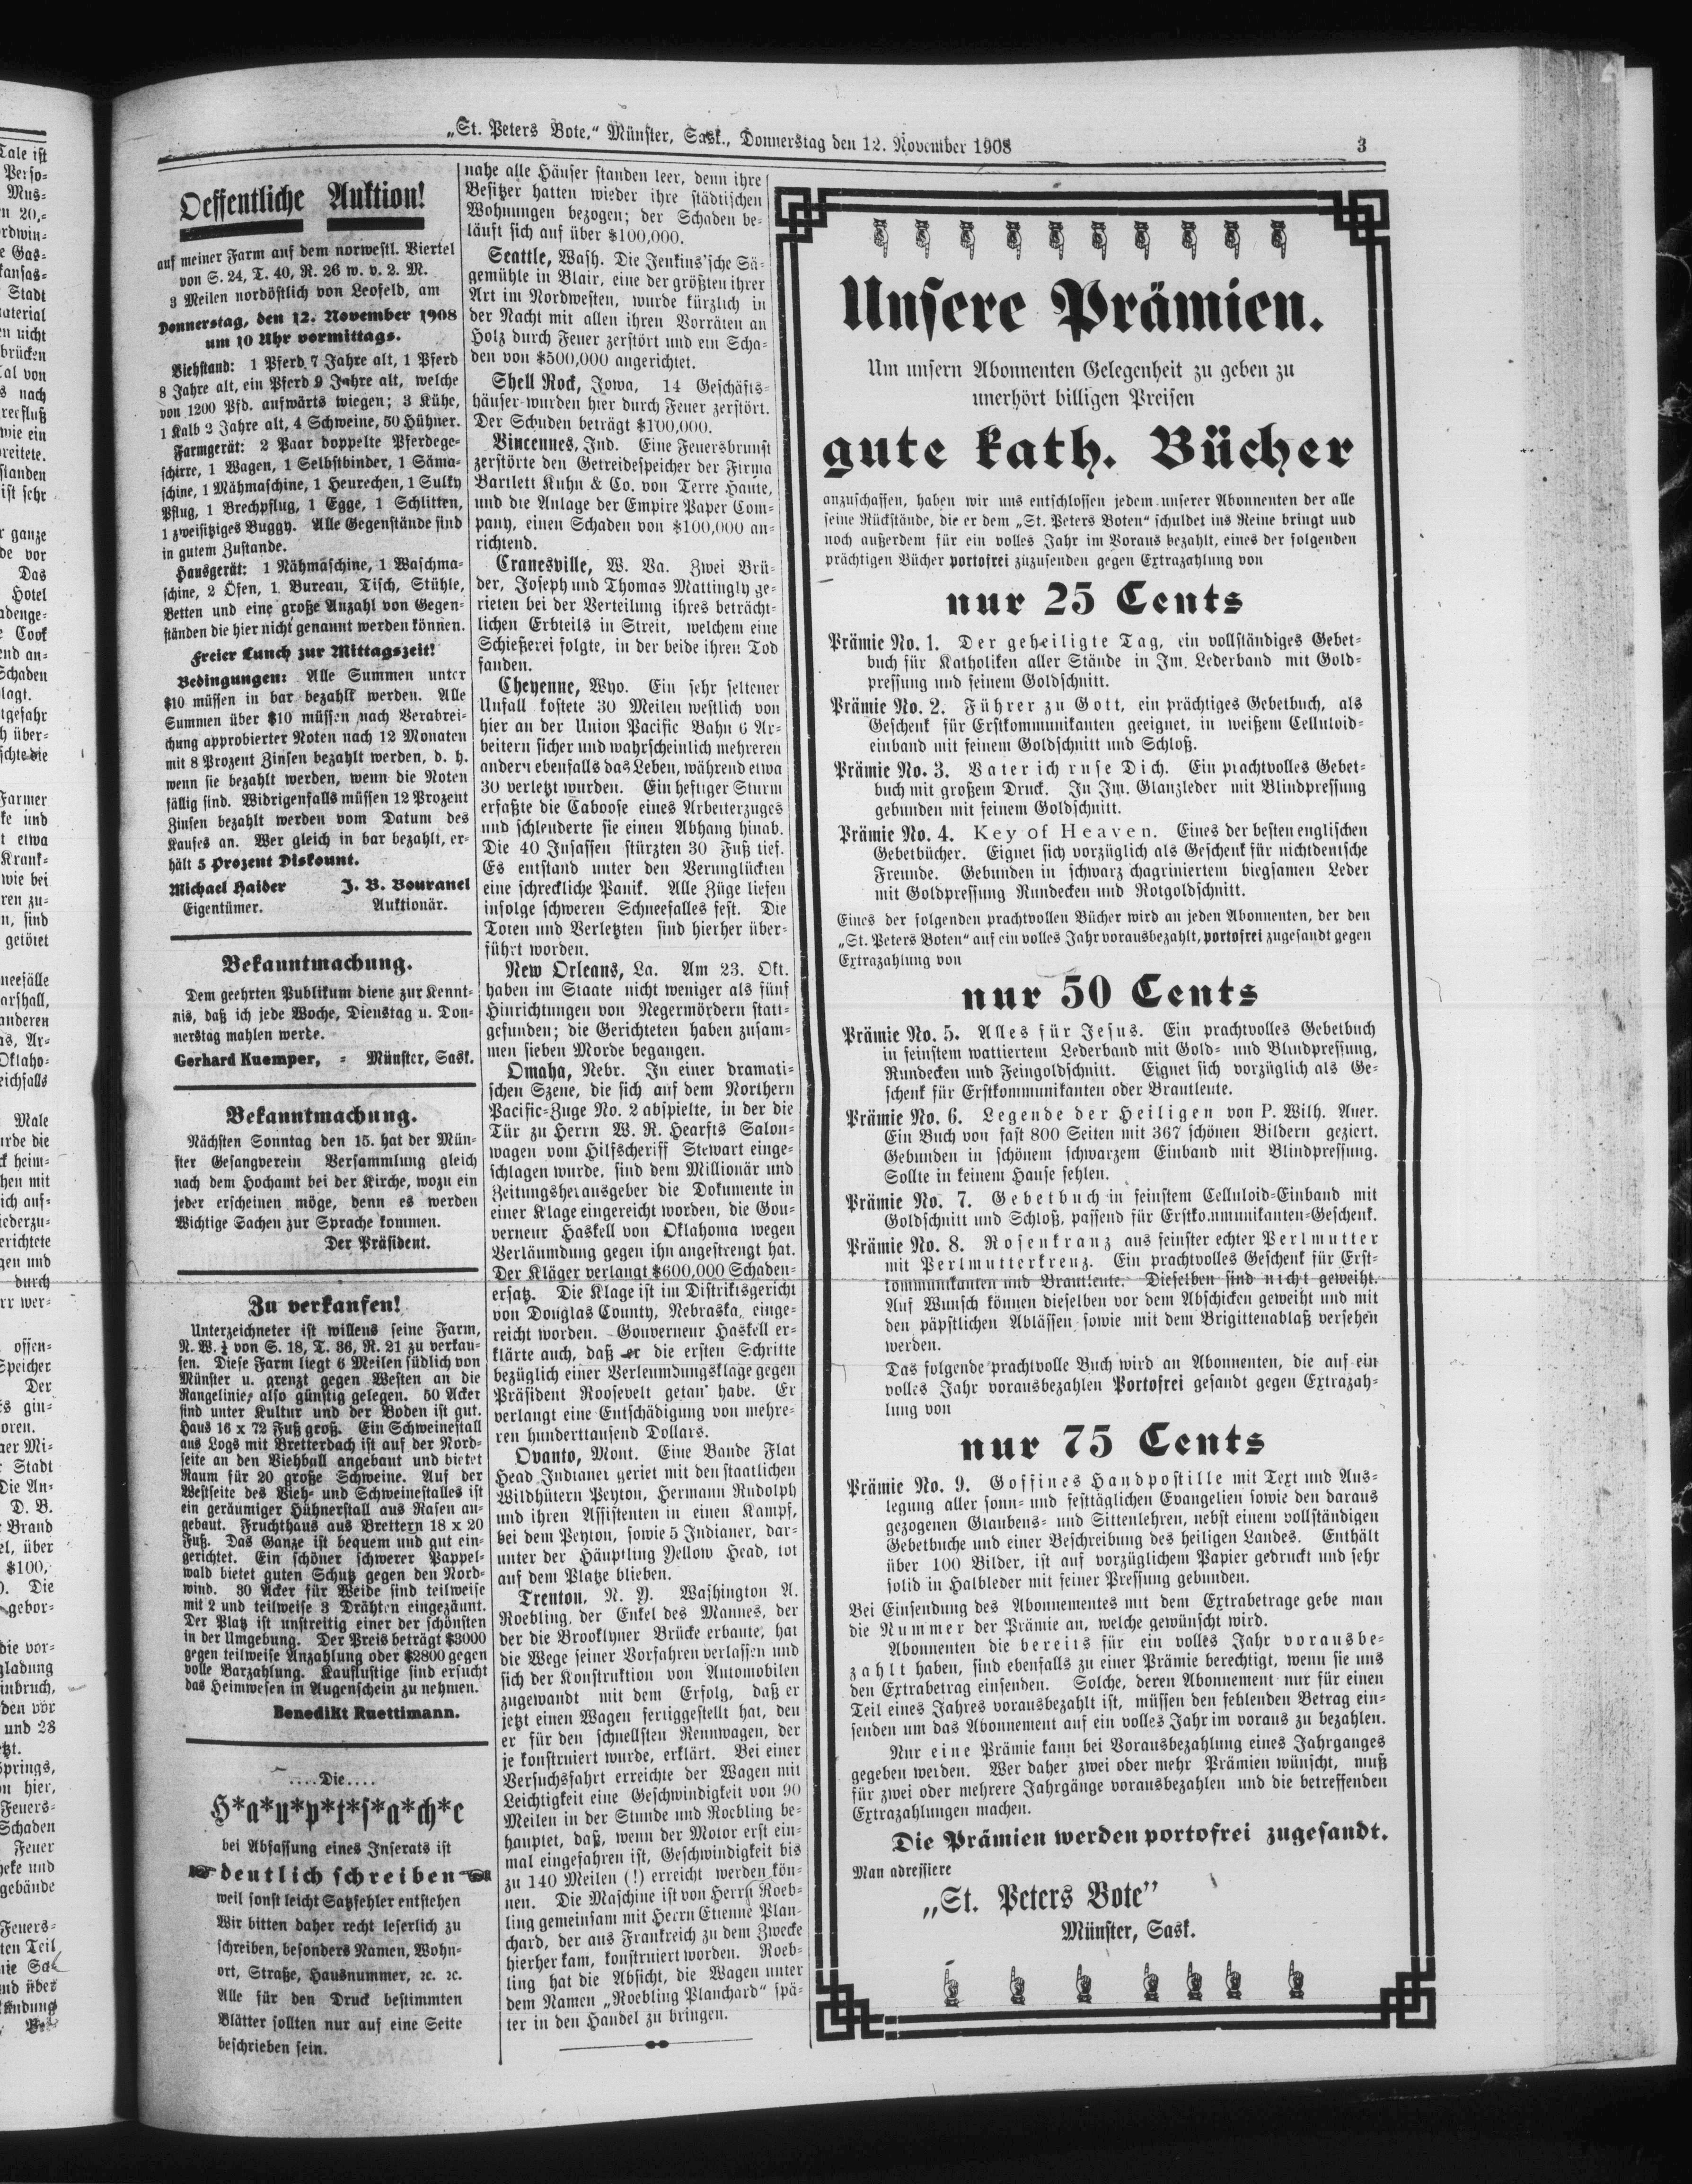 „St. Peters Bote," Münster, Sask., Donnerstag den 12. November 1908
3
Oeffentliche Auktion!
auf meiner Farm auf dem norwestl. Viertel
von S. 24, T. 40, R. 26 w. v. 2. M.
3 Meilen nordöstlich von Leofeld, am
Donnerstag, den 12. November 1908
um 10 Uhr vormittags.
Viehstand: 1 Pferd 7 Jahre alt, 1 Pferd
8 Jahre alt, ein Pferd 9 Jahre alt, welche
von 1200 Pfd. aufwärts wiegen; 3 Kühe,
1 Kalb 2 Jahre alt, 4 Schweine, 50 Hühner.
Farmgerät: 2 Paar doppelte Pferdege-
schirre, 1 Wagen, 1 Selbstbinder, 1 Säma-
schine, 1 Mähmaschine, 1 Heurechen, 1 Sulky
Pflug, 1 Brechpflug, 1 Egge, 1 Schlitten,
1 zweisitziges Buggy. Alle Gegenstände sind
in gutem Zustande.
Hausgerät: 1 Nähmaschine, 1 Waschma-
schine, 2 Öfen, 1 Bureau, Tisch, Stühle,
Betten und eine große Anzahl von Gegen-
ständen die hier nicht genannt werden können.
Freier Lunch zur Mittagszeit!
Bedingungen: Alle Summen unter
$10 müssen in bar bezahlt werden. Alle
Summen über $10 müssen nach Verabrei-
chung approbierter Noten nach 12 Monaten
mit 8 Prozent Zinsen bezahlt werden, d. h.
wenn sie bezahlt werden, wenn die Noten
fällig sind. Widrigenfalls müssen 12 Prozent
Zinsen bezahlt werden vom Datum des
Kaufes an. Wer gleich in bar bezahlt, er-
hält 5 Prozent Diskount.
Michael Haider J. B. Bouranel
Eigentümer. Auktionär.
Bekanntmachung.
Dem geehrten Publikum diene zur Kennt-
nis, daß ich jede Woche, Dienstag u. Don-
nerstag mahlen werde.
Gerhard Kuemper, - Münster, Sask.
Bekanntmachung.
Nächsten Sonntag den 15. hat der Mün-
ster Gesangverein Versammlung gleich
nach dem Hochamt bei der Kirche, wozu ein
jeder erscheinen möge, denn es werden
Wichtige Sachen zur Sprache kommen.
Der Präsident.
Zu verkaufen!
Unterzeichneter ist willens seine Farm,
N. W. ¼ von S. 18, T. 36, R. 21 zu verkau-
fen. Diese Farm liegt 6 Meilen südlich von
Münster u. grenzt gegen Westen an die
Rangelinie, also günstig gelegen. 50 Acker
sind unter Kultur und der Boden ist gut.
Haus 16 x 72 Fuß groß. Ein Schweinestall
aus Logs mit Bretterdach ist auf der Nord-
seite an den Viehstall angebaut und bietet
Raum für 20 große Schweine. Auf der
Westseite des Vieh- und Schweinestalles ist
ein geräumiger Hühnerstall aus Rasen an-
gebaut. Fruchthaus aus Brettern 18 x 20
Fuß. Das Ganze ist bequem und gut ein-
gerichtet. Ein schöner schwerer Pappel-
wald bietet guten Schutz gegen den Nord-
wind. 30 Acker für Weide sind teilweise
mit 2 und teilweise 3 Drähten eingezäunt.
Der Platz ist unstreitig einer der schönsten
in der Umgebung. Der Preis beträgt $3000
gegen teilweise Anzahlung oder $2800 gegen
volle Barzahlung. Kauflustige sind ersucht
das Heimwesen in Augenschein zu nehmen.
Benedikt Ruettimann.
....Die....
H*a*u*p*t*s*a*ch*e
bei Abfassung eines Inserats ist
deutlich schreiben
weil sonst leicht Satzfehler entstehen
Wir bitten daher recht leserlich zu
schreiben, besonders Namen, Wohn-
ort, Straße, Hausnummer, ꝛc. ꝛc.
Alle für den Druck bestimmten
Blätter sollten nur auf eine Seite
beschrieben sein.
nahe alle Häuser standen leer, denn ihre
Besitzer hatten wieder ihre städtischen
Wohnungen bezogen; der Schaden be-
läuft sich auf über $100,000.
Seattle, Wash. Die Jenkins'sche Sä-
gemühle in Blair, eine der größten ihrer
Art im Nordwesten, wurde kürzlich in
der Nacht mit allen ihren Vorräten an
Holz durch Feuer zerstört und ein Scha-
den von $500,000 angerichtet.
Shell Rock, Jowa, 14 Geschäfts-
häuser wurden hier durch Feuer zerstört.
Der Schuden beträgt $100,000.
Vincennes, Ind. Eine Feuersbrunst
zerstörte den Getreidespeicher der Firma
Bartlett Kuhn & Co. von Terre Haute,
und die Anlage der Empire Paper Com-
pany, einen Schaden von $100,000 an-
richtend.
Cranesville, W. Va. Zwei Brü-
der, Joseph und Thomas Mattingly ge-
rieten bei der Verteilung ihres beträcht-
lichen Erbteils in Streit, welchem eine
Schießerei folgte, in der beide ihren Tod
fanden.
Cheyenne, Wyo. Ein sehr seltener
Unfall kostete 30 Meilen westlich von
hier an der Union Pacific Bahn 6 Ar-
beitern sicher und wahrscheinlich mehreren
andern ebenfalls das Leben, während etwa
30 verletzt wurden. Ein heftiger Sturm
erfaßte die Caboose eines Arbeiterzuges
und schleuderte sie einen Abhang hinab.
Die 40 Insassen stürzten 30 Fuß tief.
Es entstand unter den Verunglückten
eine schreckliche Panik. Alle Züge liefen
infolge schweren Schneefalles fest. Die
Toten und Verletzten sind hierher über-
führt worden.
New Orleans, La. Am 23. Okt.
haben im Staate nicht weniger als fünf
Hinrichtungen von Negermördern statt-
gefunden; die Gerichteten haben zusam-
men sieben Morde begangen.
Omaha, Nebr. In einer dramati-
schen Szene, die sich auf dem Northern
Pacific-Zuge No. 2 abspielte, in der die
Tür zu Herrn W. R. Hearsts Salon-
wagen vom Hilfscheriff Stewart einge-
schlagen wurde, sind dem Millionär und
Zeitungsherausgeber die Dokumente in
einer Klage eingereicht worden, die Gou-
verneur Haskell von Oklahoma wegen
Verläumdung gegen ihn angestrengt hat.
Der Kläger verlangt $600,000 Schaden-
ersatz. Die Klage ist im Distriktsgericht
von Douglas County, Nebraska, einge-
reicht worden. Gouverneur Haskell er-
klärte auch, daß er die ersten Schritte
bezüglich einer Verleumdungsklage gegen
Präsident Roosevelt getan habe. Er
verlangt eine Entschädigung von mehre-
ren hunderttausend Dollars.
Ovanto, Mont. Eine Bande Flat
Head Indianer geriet mit den staatlichen
Wildhütern Peyton, Hermann Rudolph
und ihren Assistenten in einen Kampf,
bei dem Peyton, sowie 5 Indianer, dar-
unter der Häuptling Yellow Head, tot
auf dem Platze blieben.
Trenton, N. Y. Washington A.
Roebling, der Enkel des Mannes, der
der die Brooklyner Brücke erbaute, hat
die Wege seiner Vorfahren verlassen und
sich der Konstruktion von Automobilen
zugewandt mit dem Erfolg, daß er
jetzt einen Wagen fertiggestellt hat, den
er für den schnellsten Rennwagen, der
je konstruiert wurde, erklärt. Bei einer
Versuchsfahrt erreichte der Wagen mit
Leichtigkeit eine Geschwindigkeit von 90
Meilen in der Stunde und Roebling be-
hauptet, daß, wenn der Motor erst ein-
mal eingefahren ist, Geschwindigkeit bis
zu 140 Meilen (!) erreicht werden kön-
nen. Die Maschine ist von Herrn Roeb-
ling gemeinsam mit Herrn Etienne Plan-
chard, der aus Frankreich zu dem Zwecke
hierher kam, konstruiert worden. Roeb-
ling hat die Absicht, die Wagen unter
dem Namen „Roebling Planchard" spä-
ter in den Handel zu bringen.
Unsere Prämien.
Um unsern Abonnenten Gelegenheit zu geben zu
unerhört billigen Preisen
gute kath. Bücher
anzuschaffen, haben wir uns entschlossen jedem unserer Abonnenten der alle
seine Rückstände, die er dem „St. Peters Boten" schuldet ins Reine bringt und
noch außerdem für ein volles Jahr im Voraus bezahlt, eines der folgenden
prächtigen Bücher portofrei zuzusenden gegen Extrazahlung von
nur 25 Cents
Prämie No. 1. Der geheiligte Tag, ein vollständiges Gebet-
buch für Katholiken aller Stände in Im. Lederband mit Gold-
pressung und feinem Goldschnitt.
Prämie No. 2. Führer zu Gott, ein prächtiges Gebetbuch, als
Geschenk für Erstkommunikanten geeignet, in weißem Celluloid-
einband mit feinem Goldschnitt und Schloß.
Prämie No. 3. Vater ich rufe Dich. Ein prachtvolles Gebet-
buch mit großem Druck. In Im. Glanzleder mit Blindpressung
gebunden mit feinem Goldschnitt.
Prämie No. 4. Key of Heaven. Eines der besten englischen
Gebetbücher. Eignet sich vorzüglich als Geschenk für nichtdeutsche
Freunde. Gebunden in schwarz chagriniertem biegsamen Leder
mit Goldpressung Rundecken und Rotgoldschnitt.
Eines der folgenden prachtvollen Bücher wird an jeden Abonnenten, der den
„St. Peters Boten" auf ein volles Jahr vorausbezahlt, portofrei zugesandt gegen
Extrazahlung von
nur 50 Cents
Prämie No. 5. Alles für Jesus. Ein prachtvolles Gebetbuch
in feinstem wattiertem Lederband mit Gold- und Blindpressung,
Rundecken und Feingoldschnitt. Eignet sich vorzüglich als Ge-
schenk für Erstkommunikanten oder Brautleute.
Prämie No. 6. Legende der Heiligen von P. Wilh. Auer.
Ein Buch von fast 800 Seiten mit 367 schönen Bildern geziert.
Gebunden in schönem schwarzem Einband mit Blindpressung.
Sollte in keinem Hause fehlen.
Prämie No. 7. Gebetbuch in feinstem Celluloid-Einband mit
Goldschnitt und Schloß, passend für Erstkommunikanten-Geschenk.
Prämie No. 8. Rosenkranz aus feinster echter Perlmutter
mit Perlmutterkreuz. Ein prachtvolles Geschenk für Erst-
kommunikanten und Brautleute. Dieselben sind nicht geweiht.
Auf Wunsch können dieselben vor dem Abschicken geweiht und mit
den päpstlichen Ablässen sowie mit dem Brigittenablaß versehen
werden.
Das folgende prachtvolle Buch wird an Abonnenten, die auf ein
volles Jahr vorausbezahlen Portofrei gesandt gegen Extrazah-
lung von
nur 75 Cents
Prämie No. 9. Goffines Handpostille mit Text und Aus-
legung aller sonn- und festtäglichen Evangelien sowie den daraus
gezogenen Glaubens- und Sittenlehren, nebst einem vollständigen
Gebetbuche und einer Beschreibung des heiligen Landes. Enthält
über 100 Bilder, ist auf vorzüglichem Papier gedruckt und sehr
solid in Halbleder mit feiner Pressung gebunden.
Bei Einsendung des Abonnementes mit dem Extrabetrage gebe man
die Nummer der Prämie an, welche gewünscht wird.
Abonnenten die bereits für ein volles Jahr vorausbe-
zahlt haben, sind ebenfalls zu einer Prämie berechtigt, wenn sie uns
den Extrabetrag einsenden. Solche, deren Abonnement nur für einen
Teil eines Jahres vorausbezahlt ist, müssen den fehlenden Betrag ein-
senden um das Abonnement auf ein volles Jahr im voraus zu bezahlen.
Nur eine Prämie kann bei Vorausbezahlung eines Jahrganges
gegeben werden. Wer daher zwei oder mehr Prämien wünscht, muß
für zwei oder mehrere Jahrgänge vorausbezahlen und die betreffenden
Extrazahlungen machen.
Die Prämien werden portofrei zugesandt.
Man adressiere
„St. Peters Bote"
Münster, Sask.